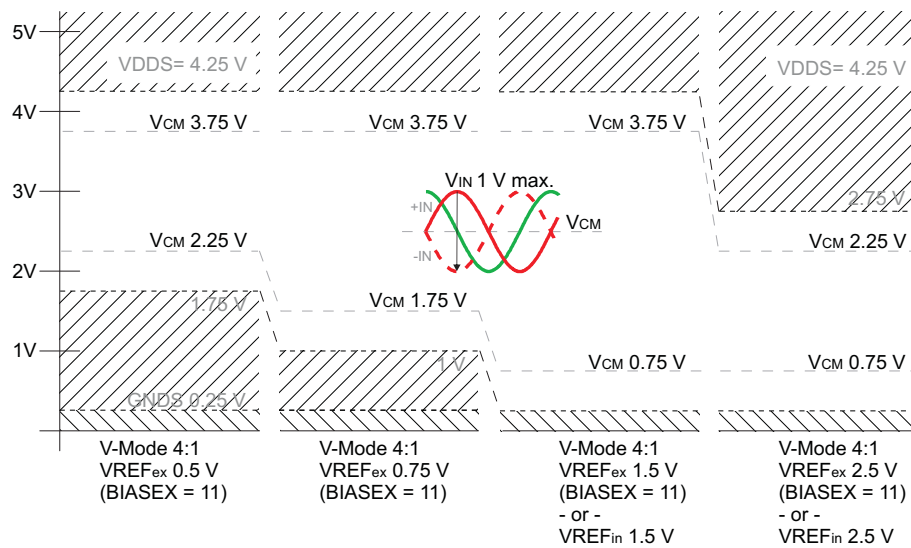 5V
VDDS= 4.25 V
VDDS= 4.25 V
4V
VCM 3.75 V
VCM 3.75 V
VCM 3.75 V
3V
VIN 1 V max.
+IN
-IN
VCM
2.75 V
VCM 2.25 V
VCM 2.25 V
2V
1.75 V
VCM 1.75 V
1V
1 V
VCM 0.75 V
VCM 0.75 V
GNDS 0.25 V
V-Mode 4:1
VREFex 0.5 V
(BIASEX = 11)
V-Mode 4:1
VREFex 0.75 V
(BIASEX = 11)
V-Mode 4:1
VREFex 1.5 V
(BIASEX = 11)
- or -
VREFin 1.5 V
V-Mode 4:1
VREFex 2.5 V
(BIASEX = 11)
- or -
VREFin 2.5 V